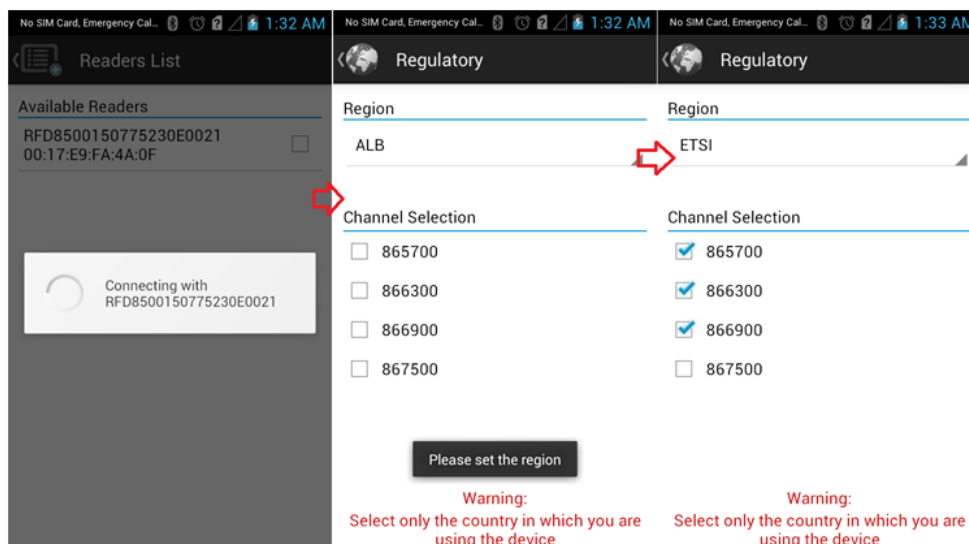 No SIM Card, Emergency Cal… 1:32 AM
Readers List
Available Readers
RFD8500150775230E0021
00:17:E9:FA:4A:0F
Connecting with
RFD8500150775230E0021
No SIM Card, Emergency Cal… 1:32 AM
Regulatory
Region
ALB
Channel Selection
865700
866300
866900
867500
Please set the region
Warning:
Select only the country in which you are
using the device
No SIM Card, Emergency Cal… 1:33 AM
Regulatory
Region
ETSI
Channel Selection
865700
866300
866900
867500
Warning:
Select only the country in which you are
using the device